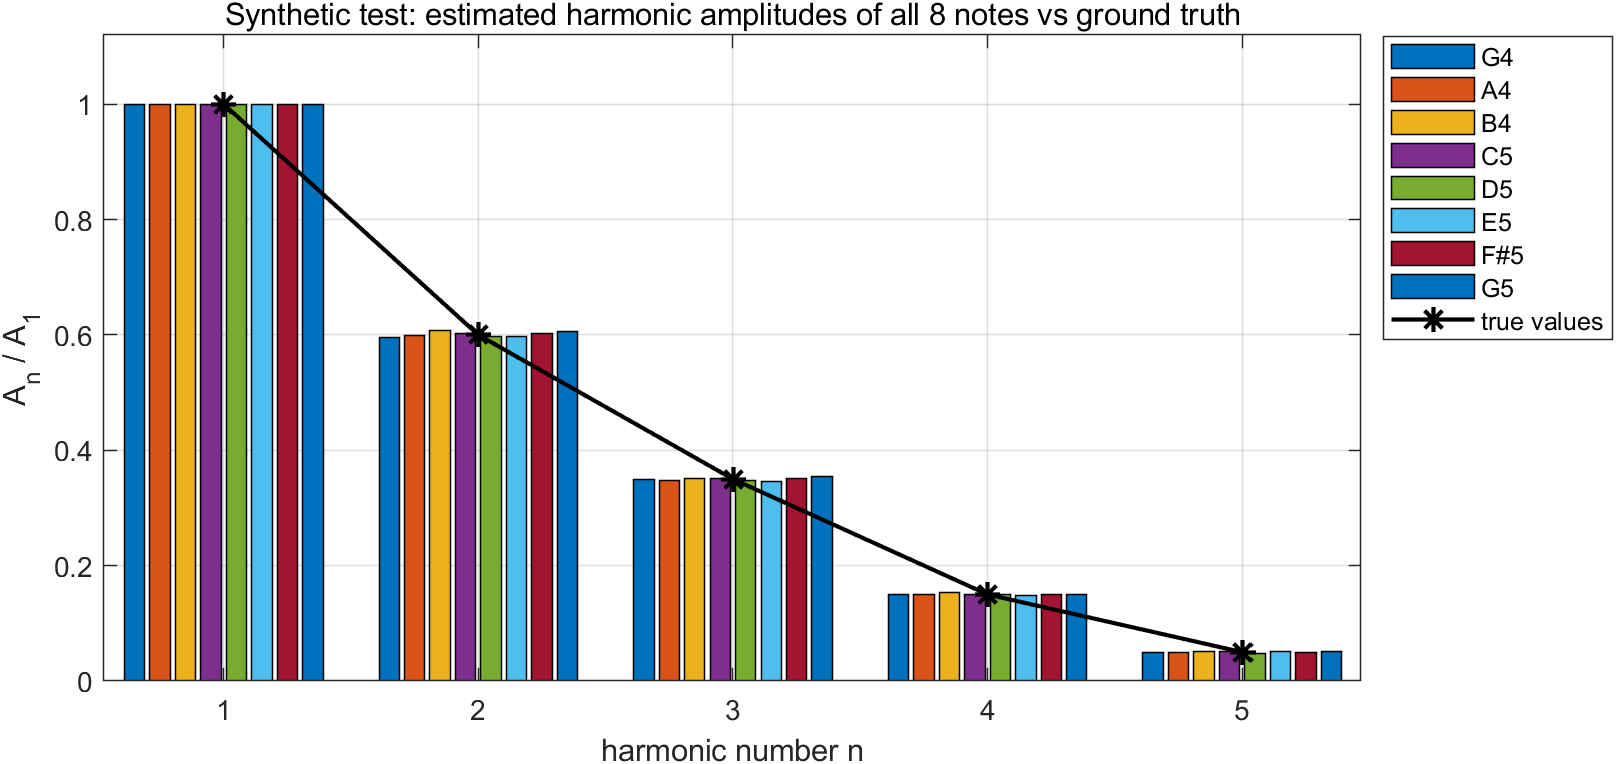 Synthetic test: estimated harmonic amplitudes of all 8 notes vs ground truth
1
0.8
0.6
0.4
0.2
0
A_n / A_1
1 2 3 4 5
harmonic number n
G4
A4
B4
C5
D5
E5
F#5
G5
true values